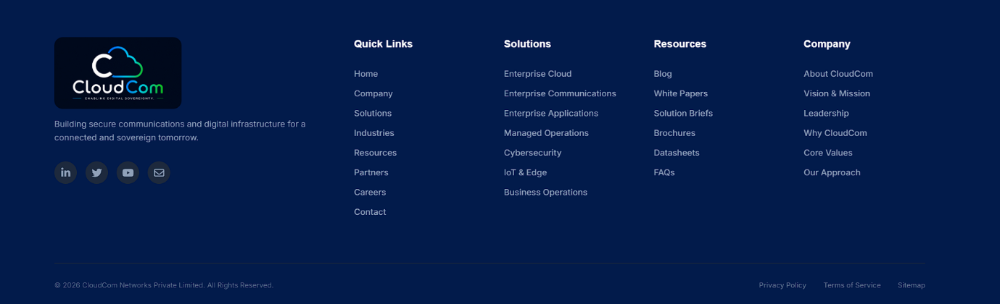 CloudCom
ENABLING DIGITAL SOVEREIGNTY
Building secure communications and digital infrastructure for a
connected and sovereign tomorrow.
Quick Links
Home
Company
Solutions
Industries
Resources
Partners
Careers
Contact
Solutions
Enterprise Cloud
Enterprise Communications
Enterprise Applications
Managed Operations
Cybersecurity
IoT & Edge
Business Operations
Resources
Blog
White Papers
Solution Briefs
Brochures
Datasheets
FAQs
Company
About CloudCom
Vision & Mission
Leadership
Why CloudCom
Core Values
Our Approach
© 2026 CloudCom Networks Private Limited. All Rights Reserved.
Privacy Policy
Terms of Service
Sitemap